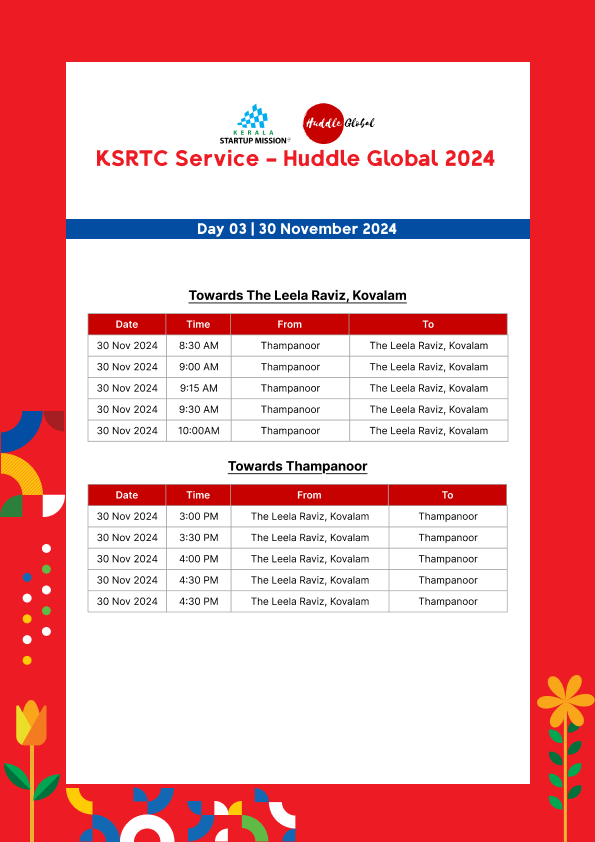 KERALA
STARTUP MISSION
Huddle Global
KSRTC Service – Huddle Global 2024
Day 03 | 30 November 2024
Towards The Leela Raviz, Kovalam
Date Time From To
30 Nov 2024 8:30 AM Thampanoor The Leela Raviz, Kovalam
30 Nov 2024 9:00 AM Thampanoor The Leela Raviz, Kovalam
30 Nov 2024 9:15 AM Thampanoor The Leela Raviz, Kovalam
30 Nov 2024 9:30 AM Thampanoor The Leela Raviz, Kovalam
30 Nov 2024 10:00AM Thampanoor The Leela Raviz, Kovalam
Towards Thampanoor
Date Time From To
30 Nov 2024 3:00 PM The Leela Raviz, Kovalam Thampanoor
30 Nov 2024 3:30 PM The Leela Raviz, Kovalam Thampanoor
30 Nov 2024 4:00 PM The Leela Raviz, Kovalam Thampanoor
30 Nov 2024 4:30 PM The Leela Raviz, Kovalam Thampanoor
30 Nov 2024 4:30 PM The Leela Raviz, Kovalam Thampanoor